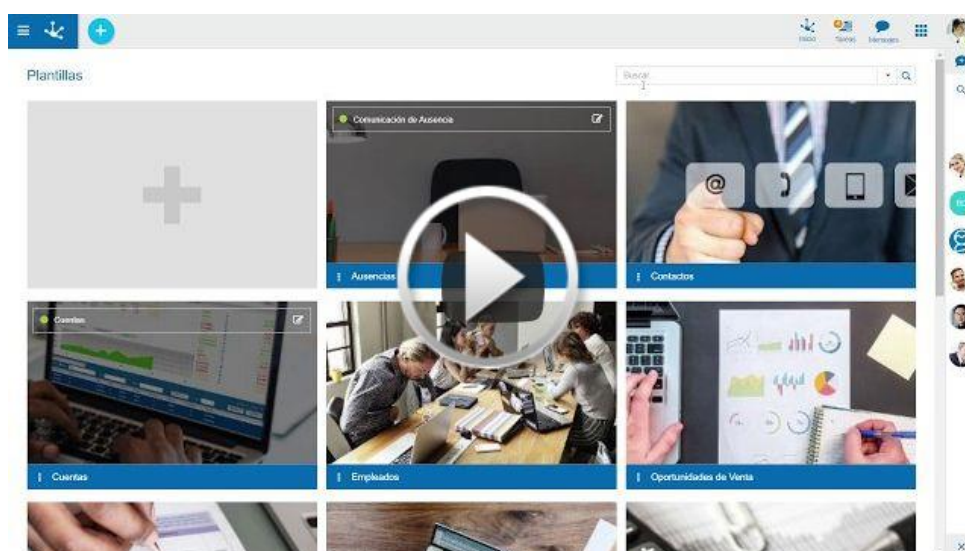 Inicio
Tareas
Mensajes
Plantillas
Buscar
Comunicación de Ausencia
@
Ausencias
Contactos
Cuentas
Cuentas
Empleados
Oportunidades de Venta